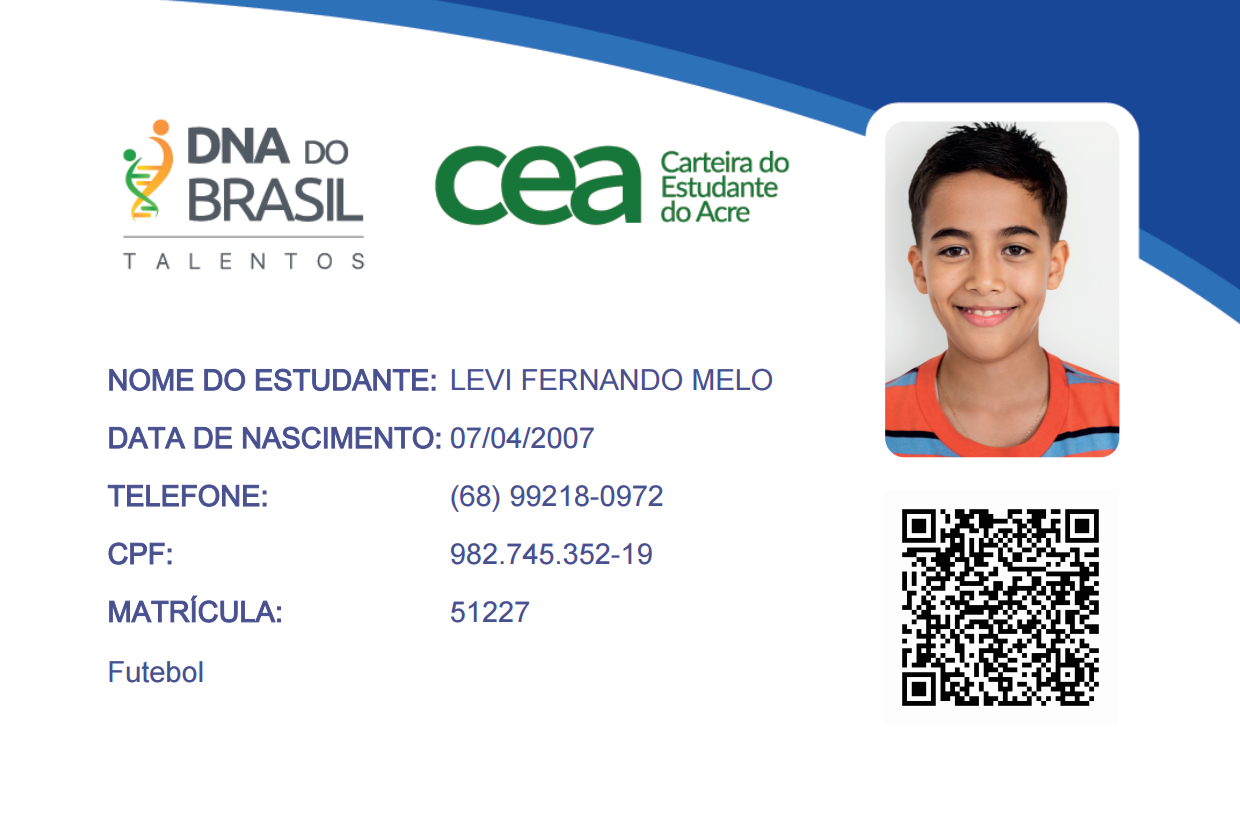 DNA DO
BRASIL
TALENTOS
cea
Carteira do
Estudante
do Acre
NOME DO ESTUDANTE: LEVI FERNANDO MELO
DATA DE NASCIMENTO: 07/04/2007
TELEFONE: (68) 99218-0972
CPF: 982.745.352-19
MATRÍCULA: 51227
Futebol